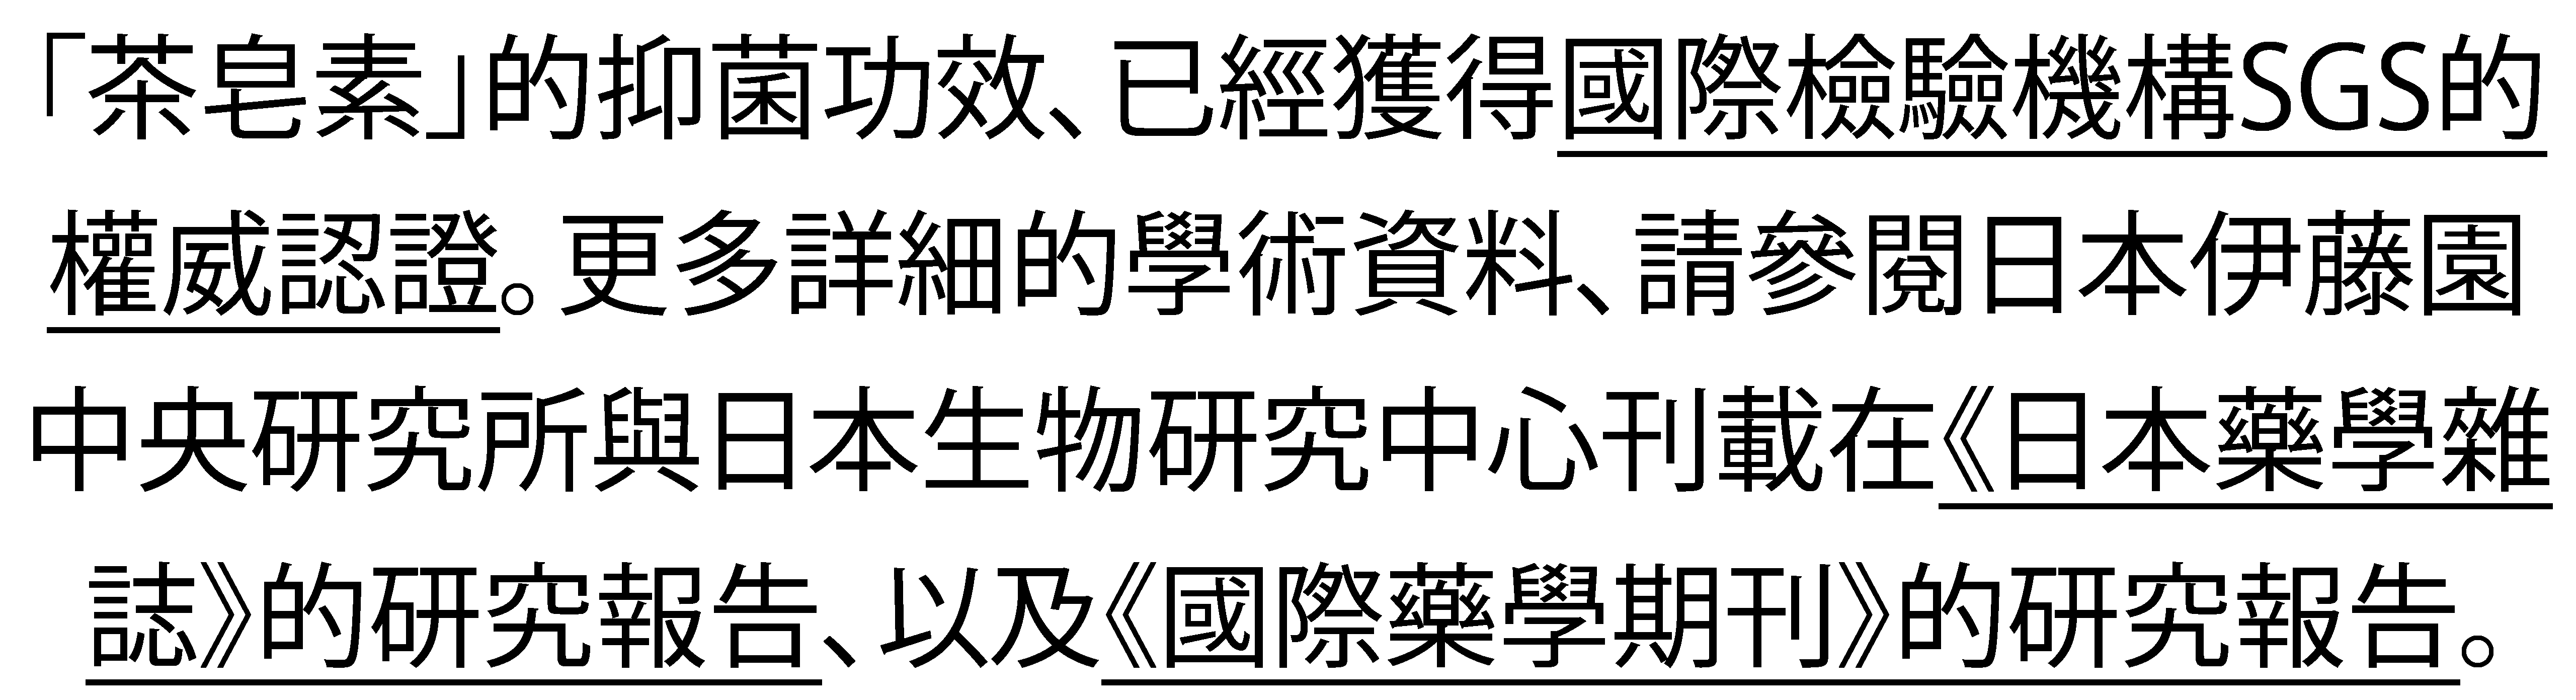 「茶皂素」的抑菌功效、已經獲得國際檢驗機構SGS的
權威認證。更多詳細的學術資料、請參閱日本伊藤園
中央研究所與日本生物研究中心刊載在《日本藥學雜
誌》的研究報告、以及《國際藥學期刊》的研究報告。